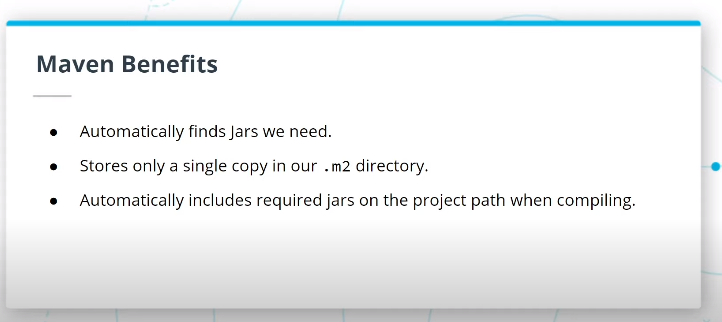 Maven Benefits
● Automatically finds Jars we need.
● Stores only a single copy in our .m2 directory.
● Automatically includes required jars on the project path when compiling.